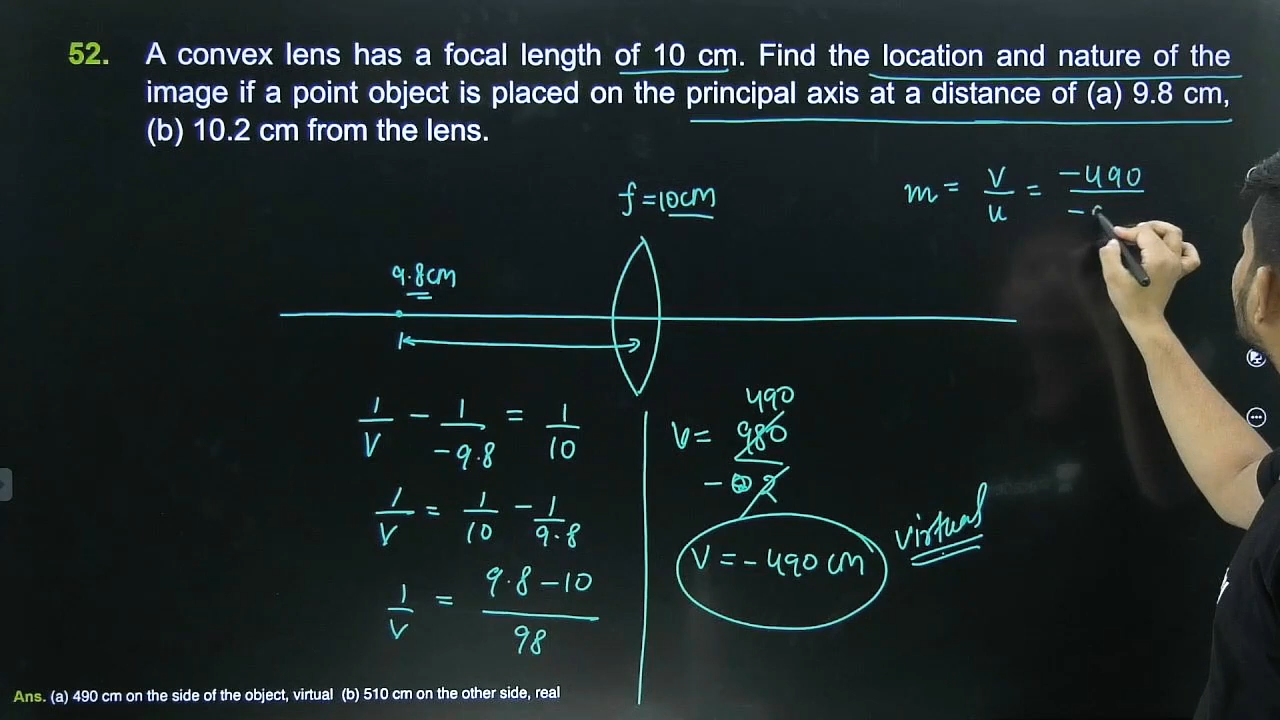 52. A convex lens has a focal length of 10 cm. Find the location and nature of the
image if a point object is placed on the principal axis at a distance of (a) 9.8 cm,
(b) 10.2 cm from the lens.
f = 10cm
m = v/u = -490/-9
9.8cm
1/v - 1/-9.8 = 1/10
1/v = 1/10 - 1/9.8
1/v = 9.8 - 10/98
490
v = 980/-2
v = -490 cm
virtual
Ans. (a) 490 cm on the side of the object, virtual (b) 510 cm on the other side, real